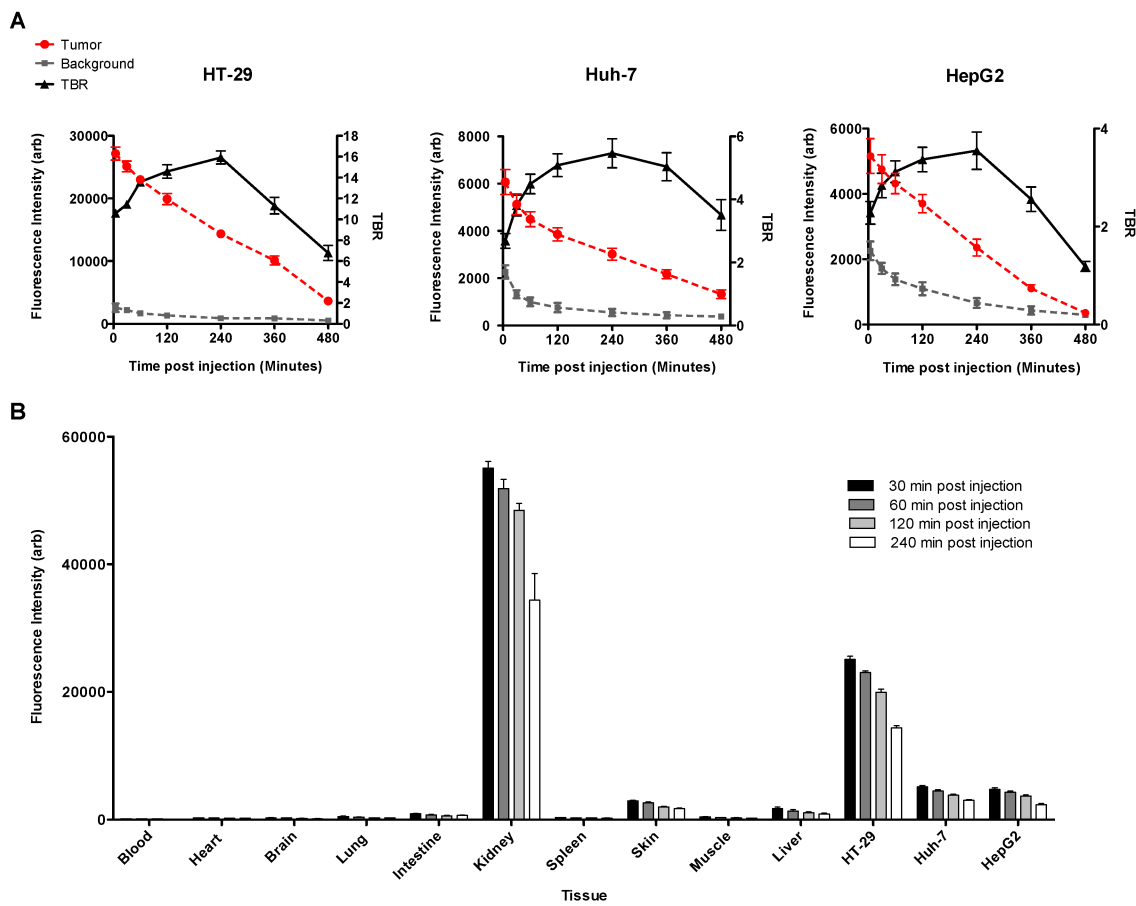 A
Tumor
Background
TBR
HT-29
Huh-7
HepG2
Fluorescence Intensity (arb)
30000
20000
10000
0
18
16
14
12
10
8
6
4
2
0
TBR
0 120 240 360 480
Time post injection (Minutes)
Fluorescence Intensity (arb)
8000
6000
4000
2000
0
6
4
2
0
TBR
0 120 240 360 480
Time post injection (Minutes)
Fluorescence Intensity (arb)
6000
4000
2000
0
4
2
0
TBR
0 120 240 360 480
Time post injection (Minutes)
B
Fluorescence Intensity (arb)
60000
40000
20000
0
30 min post injection
60 min post injection
120 min post injection
240 min post injection
Blood
Heart
Brain
Lung
Intestine
Kidney
Spleen
Skin
Muscle
Liver
HT-29
Huh-7
HepG2
Tissue